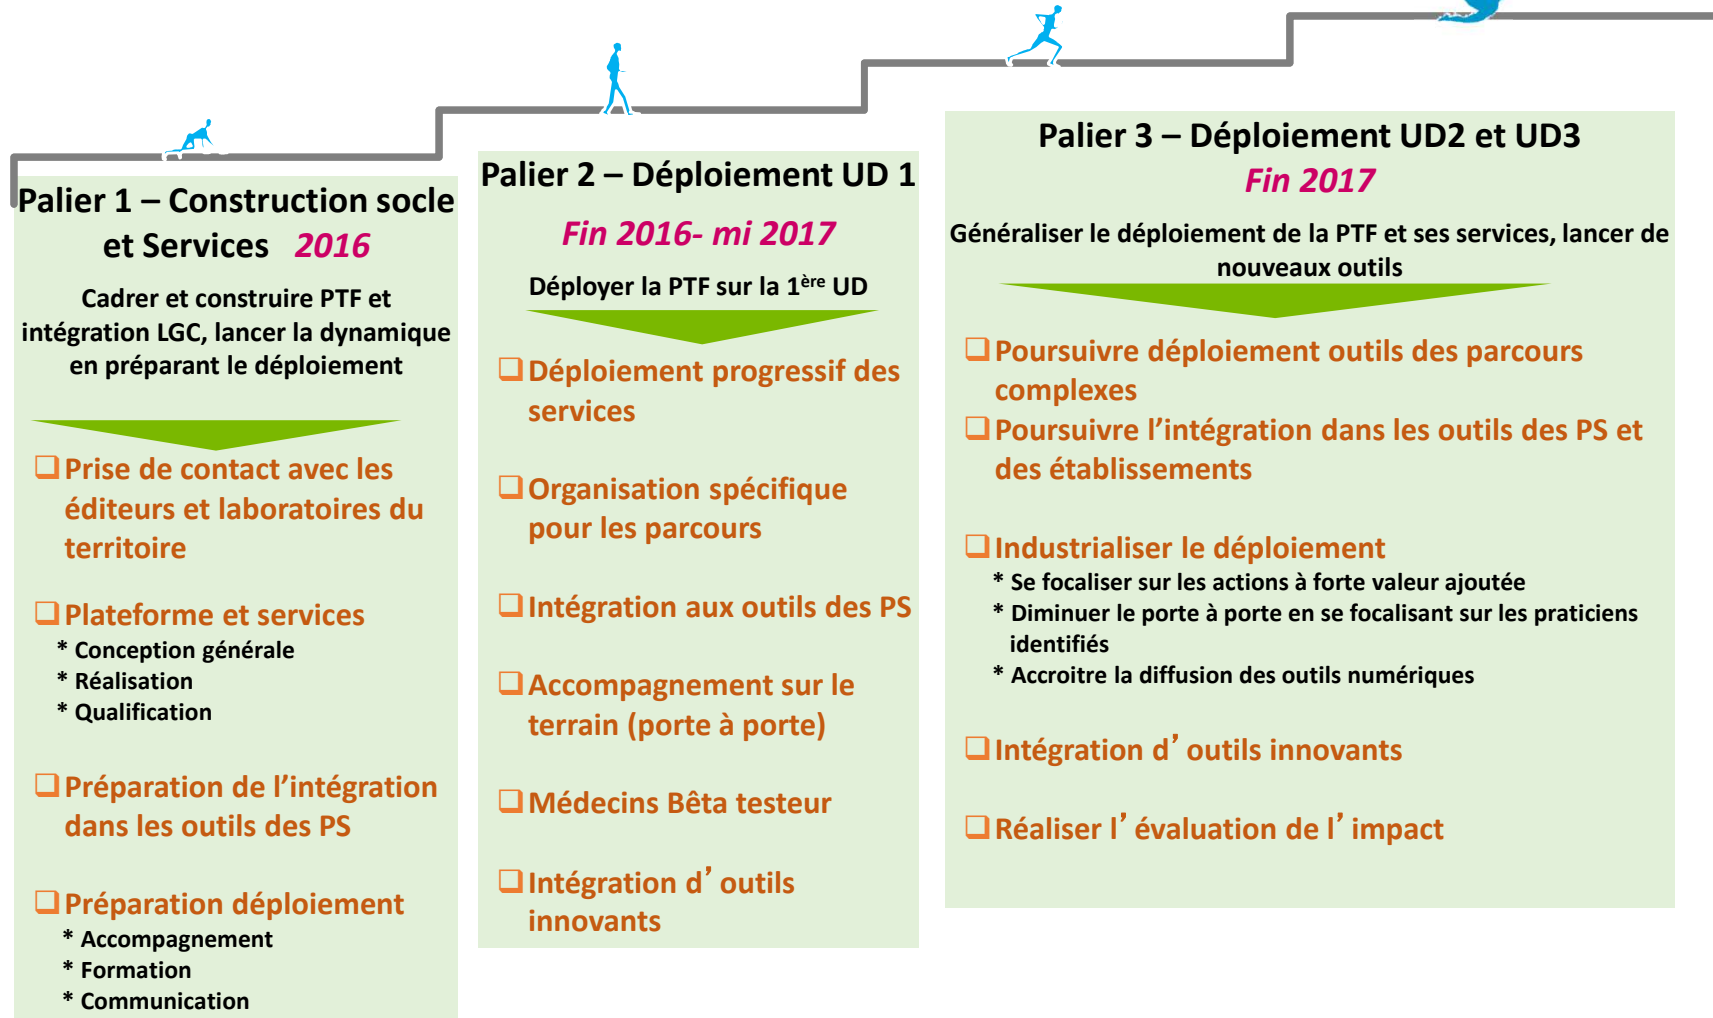 Palier 1 – Construction socle
et Services 2016
Cadrer et construire PTF et
intégration LGC, lancer la dynamique
en préparant le déploiement
Prise de contact avec les
éditeurs et laboratoires du
territoire
Plateforme et services
* Conception générale
* Réalisation
* Qualification
Préparation de l'intégration
dans les outils des PS
Préparation déploiement
* Accompagnement
* Formation
* Communication
Palier 2 – Déploiement UD 1
Fin 2016- mi 2017
Déployer la PTF sur la 1ère UD
Déploiement progressif des
services
Organisation spécifique
pour les parcours
Intégration aux outils des PS
Accompagnement sur le
terrain (porte à porte)
Médecins Bêta testeur
Intégration d' outils
innovants
Palier 3 – Déploiement UD2 et UD3
Fin 2017
Généraliser le déploiement de la PTF et ses services, lancer de
nouveaux outils
Poursuivre déploiement outils des parcours
complexes
Poursuivre l'intégration dans les outils des PS et
des établissements
Industrialiser le déploiement
* Se focaliser sur les actions à forte valeur ajoutée
* Diminuer le porte à porte en se focalisant sur les praticiens
identifiés
* Accroitre la diffusion des outils numériques
Intégration d' outils innovants
Réaliser l' évaluation de l' impact